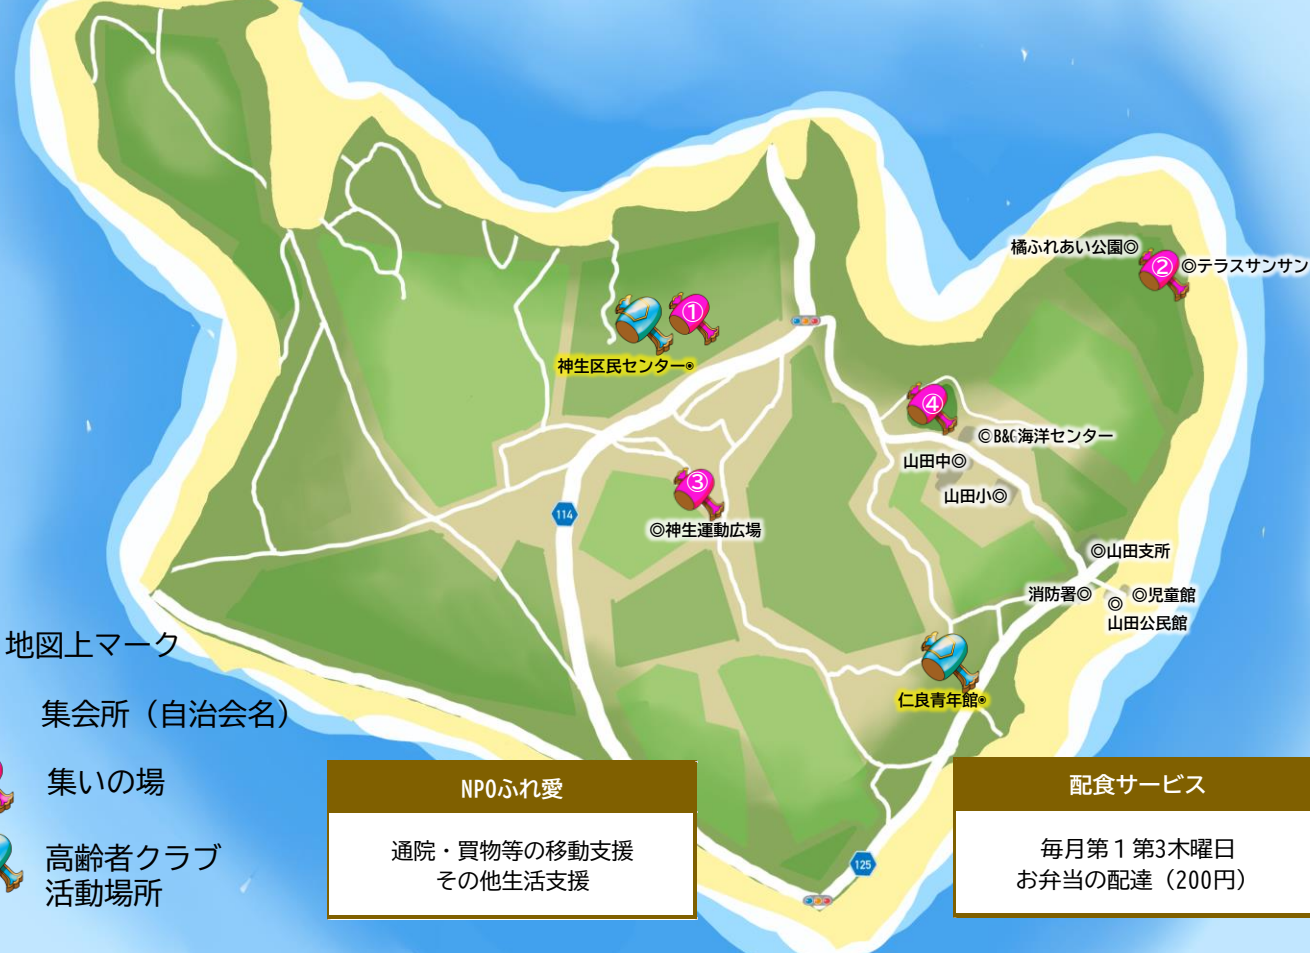 橘ふれあい公園◎
②
◎テラスサンサン
①
神生区民センター◉
④
◎B&G海洋センター
山田中◎
山田小◎
③
◎神生運動広場
114
◎山田支所
消防署◎
◎児童館
◎
山田公民館
仁良青年館◉
地図上マーク
集会所（自治会名）
集いの場
高齢者クラブ
活動場所
NPOふれ愛
通院・買物等の移動支援
その他生活支援
125
配食サービス
毎月第１第3木曜日
お弁当の配達（200円）